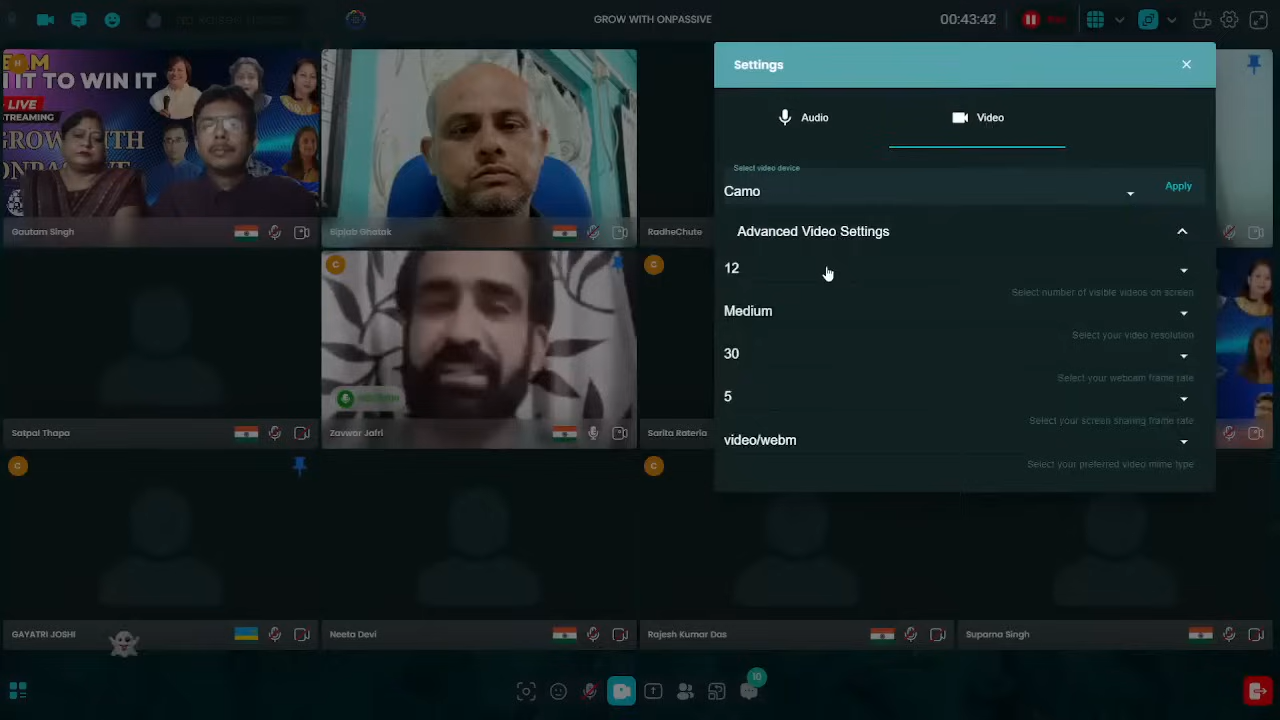 GROW WITH ONPASSIVE
00:43:42
Settings
Audio
Video
Select video device
Camo
Apply
Advanced Video Settings
12
Select number of visible videos on screen
Medium
Select your video resolution
30
Select your webcam frame rate
5
Select your screen sharing frame rate
video/webm
Select your preferred video mime type
IT TO WIN IT
LIVE
STREAMING
GROW WITH
ONPASSIVE
Gautam Singh
Biplab Ghatak
RadheChute
Satpal Thapa
Zavwar Jafri
Sarita Rateria
GAYATRI JOSHI
Neeta Devi
Rajesh Kumar Das
Suparna Singh
10